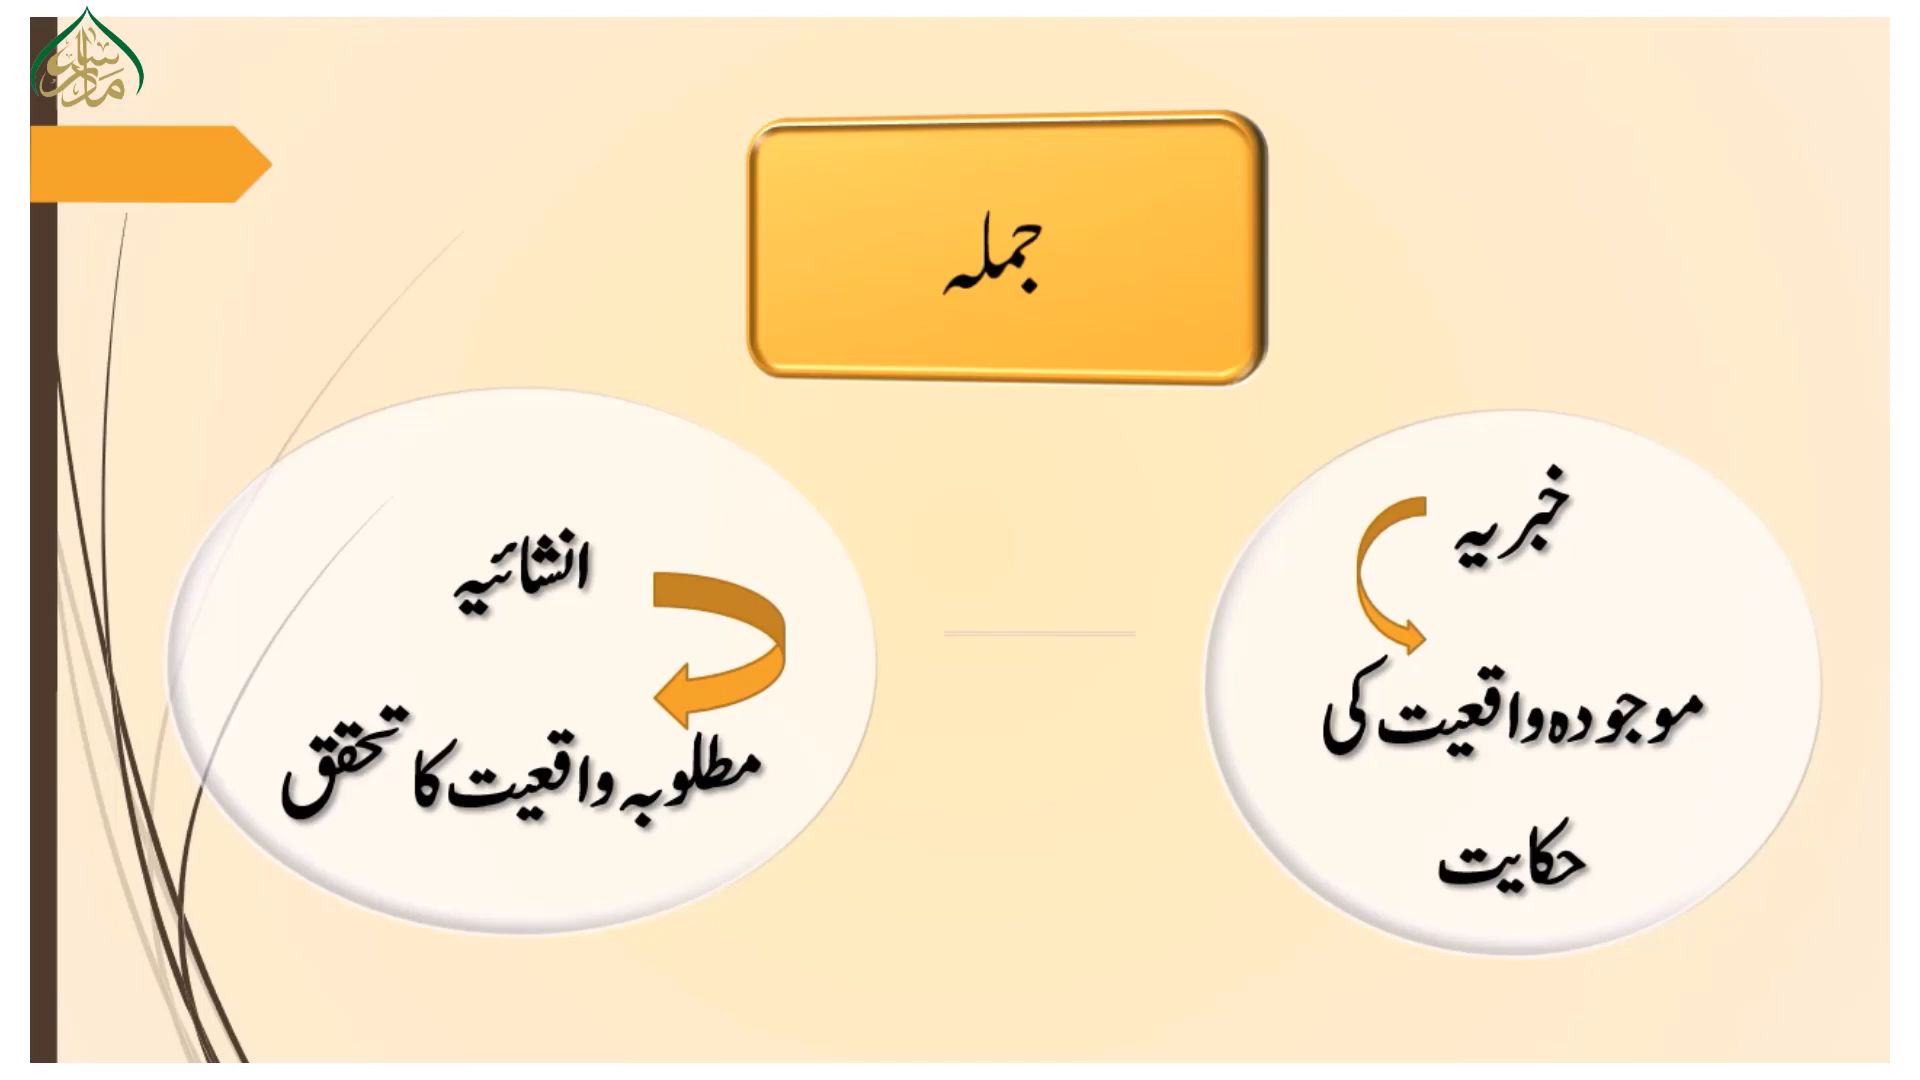 جملہ
خبریہ
موجودہ واقعیت کی
حکایت
انشائیہ
مطلوبہ واقعیت کا تحقق